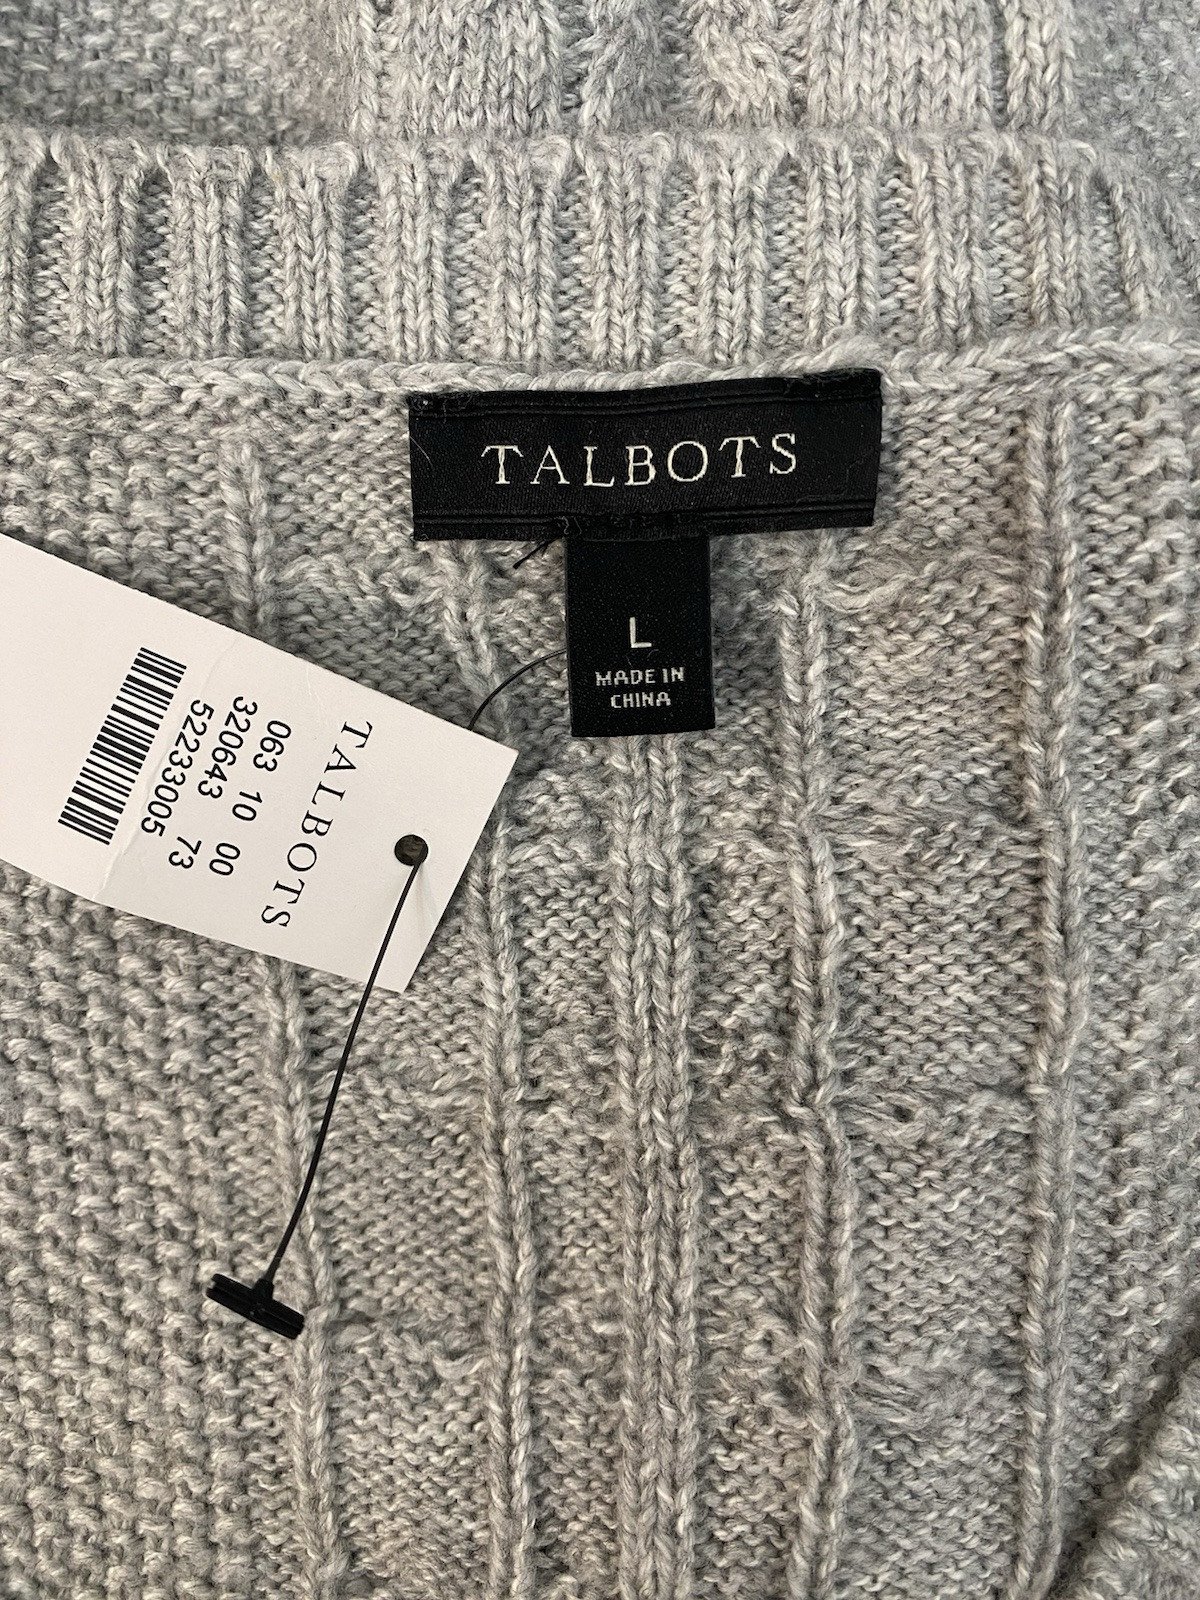 TALBOTS
L
MADE IN
CHINA
TALBOTS
063 10 00
320643 73
52233005